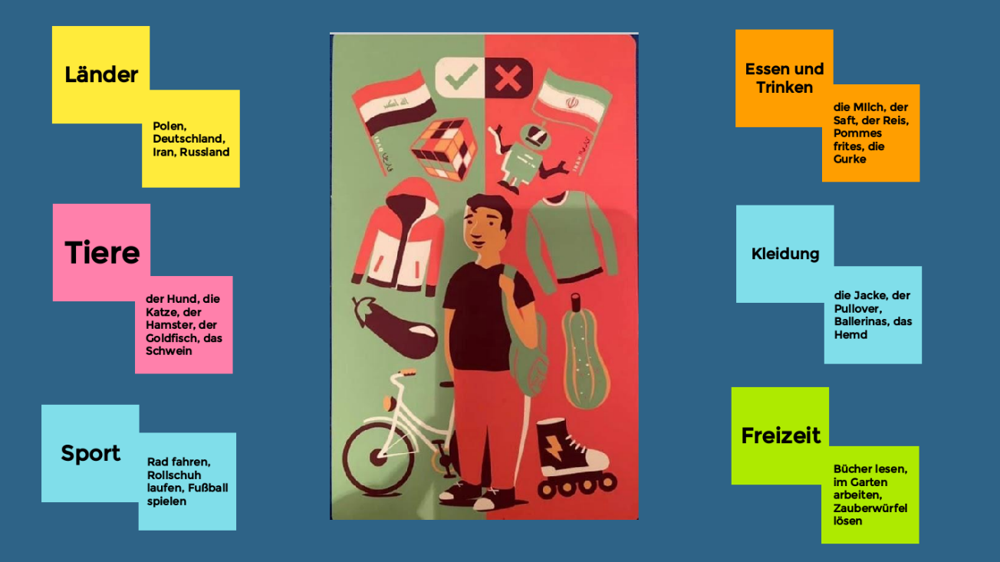 Länder
Polen,
Deutschland,
Iran, Russland
Tiere
der Hund, die
Katze, der
Hamster, der
Goldfisch, das
Schwein
Sport
Rad fahren,
Rollschuh
laufen, Fußball
spielen
IRAQ
IRAN
Essen und
Trinken
die MIlch, der
Saft, der Reis,
Pommes
frites, die
Gurke
Kleidung
die Jacke, der
Pullover,
Ballerinas, das
Hemd
Freizeit
Bücher lesen,
im Garten
arbeiten,
Zauberwürfel
lösen